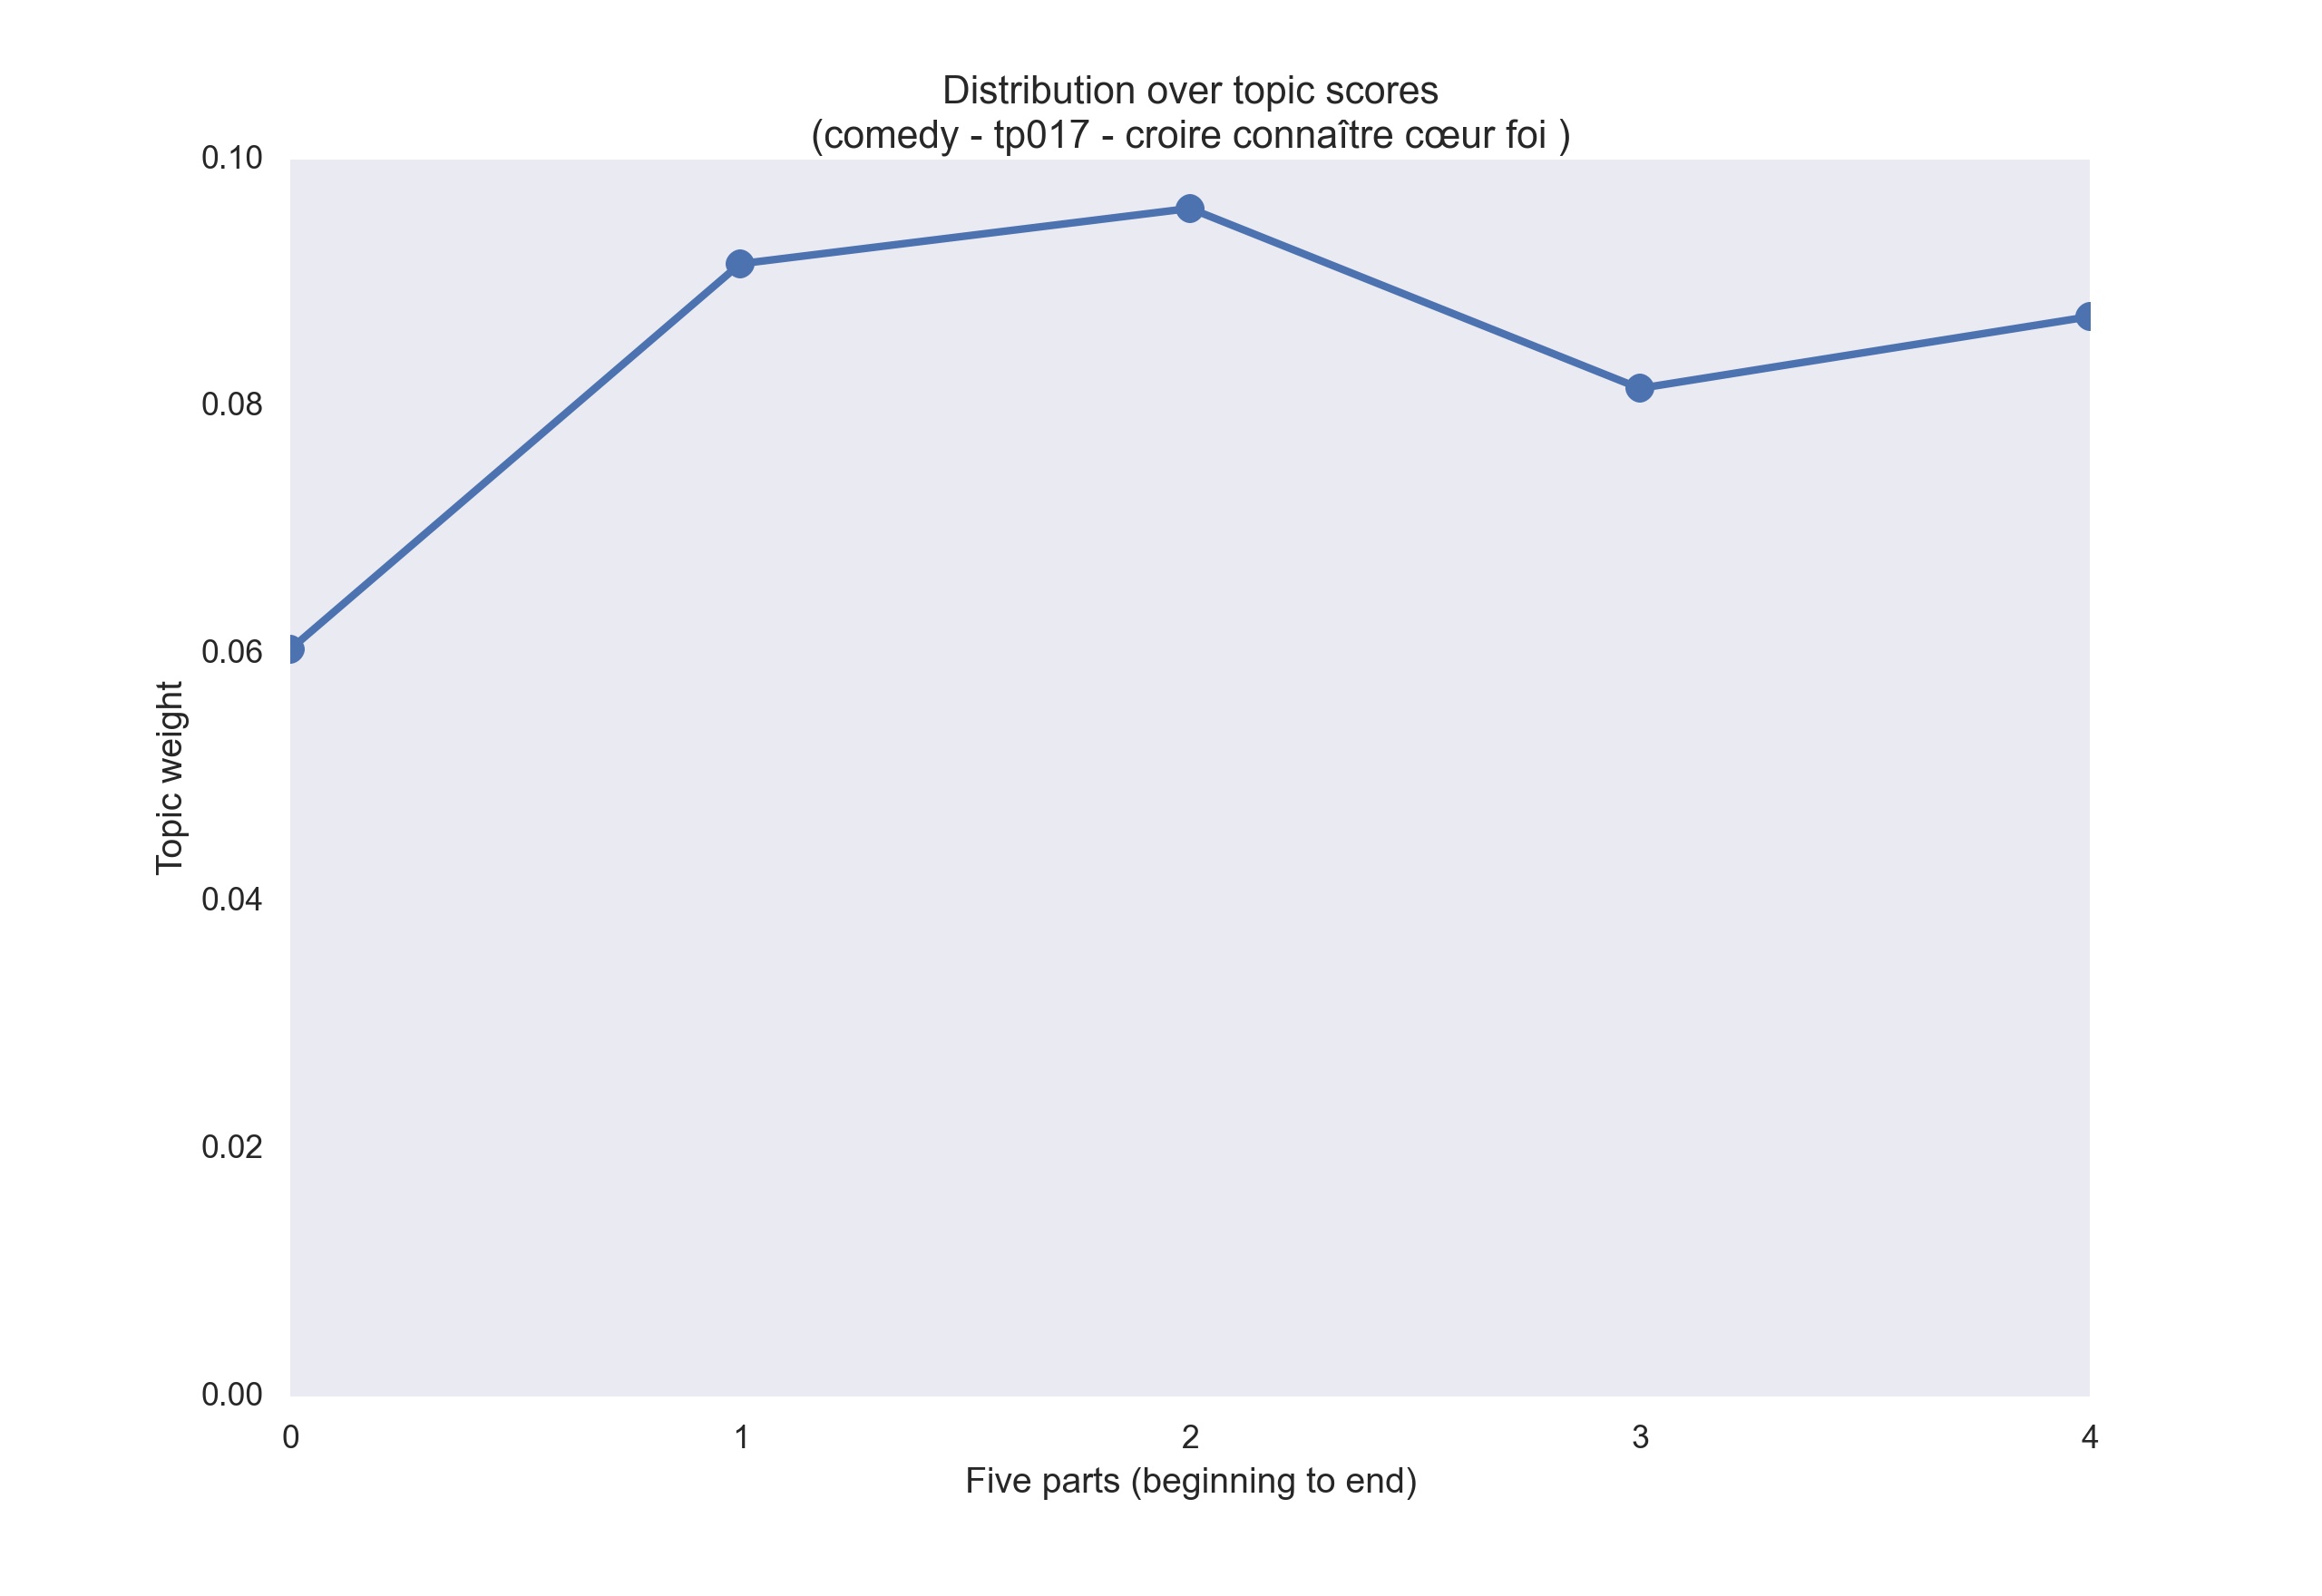 Distribution over topic scores
(comedy - tp017 - croire connaître cœur foi )
0.10
0.08
0.06
0.04
0.02
0.00
Topic weight
0 1 2 3 4
Five parts (beginning to end)